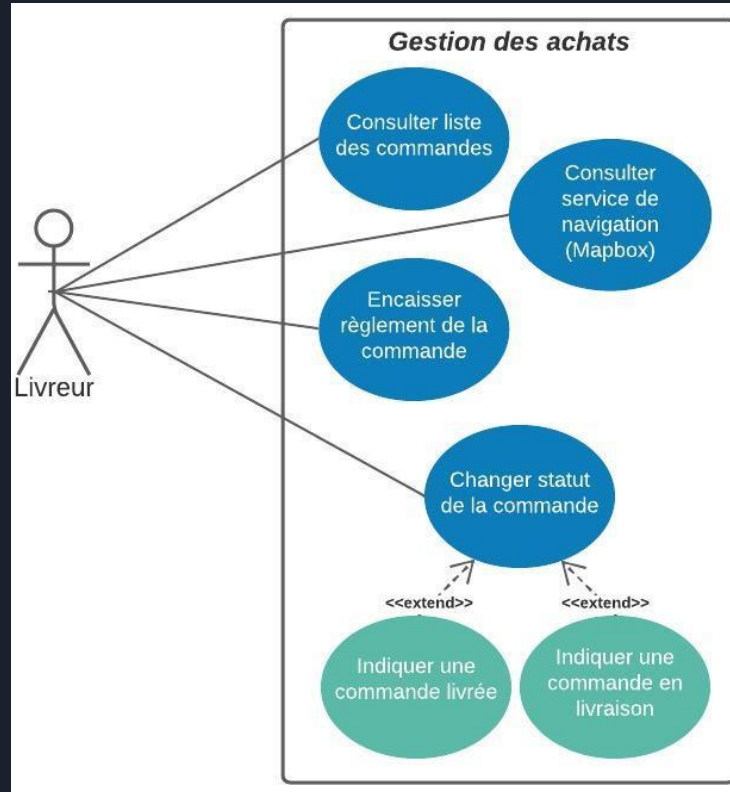 Gestion des achats
Consulter liste
des commandes
Consulter
service de
navigation
(Mapbox)
Encaisser
règlement de la
commande
Livreur
Changer statut
de la commande
<<extend>>
<<extend>>
Indiquer une
commande livrée
Indiquer une
commande en
livraison